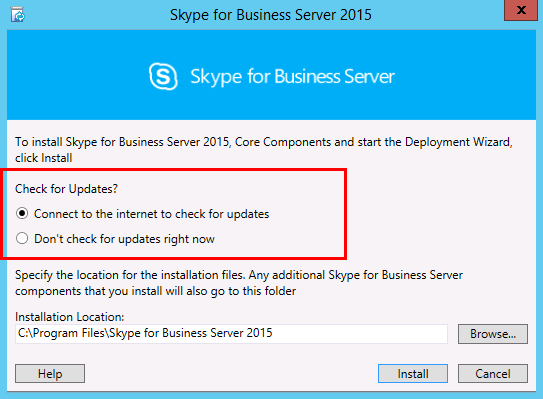 Skype for Business Server 2015
x
S Skype for Business Server
To install Skype for Business Server 2015, Core Components and start the Deployment Wizard,
click Install
Check for Updates?
Connect to the internet to check for updates
Don't check for updates right now
Specify the location for the installation files. Any additional Skype for Business Server
components that you install will also go to this folder
Installation Location:
C:\Program Files\Skype for Business Server 2015
Browse...
Help
Install
Cancel